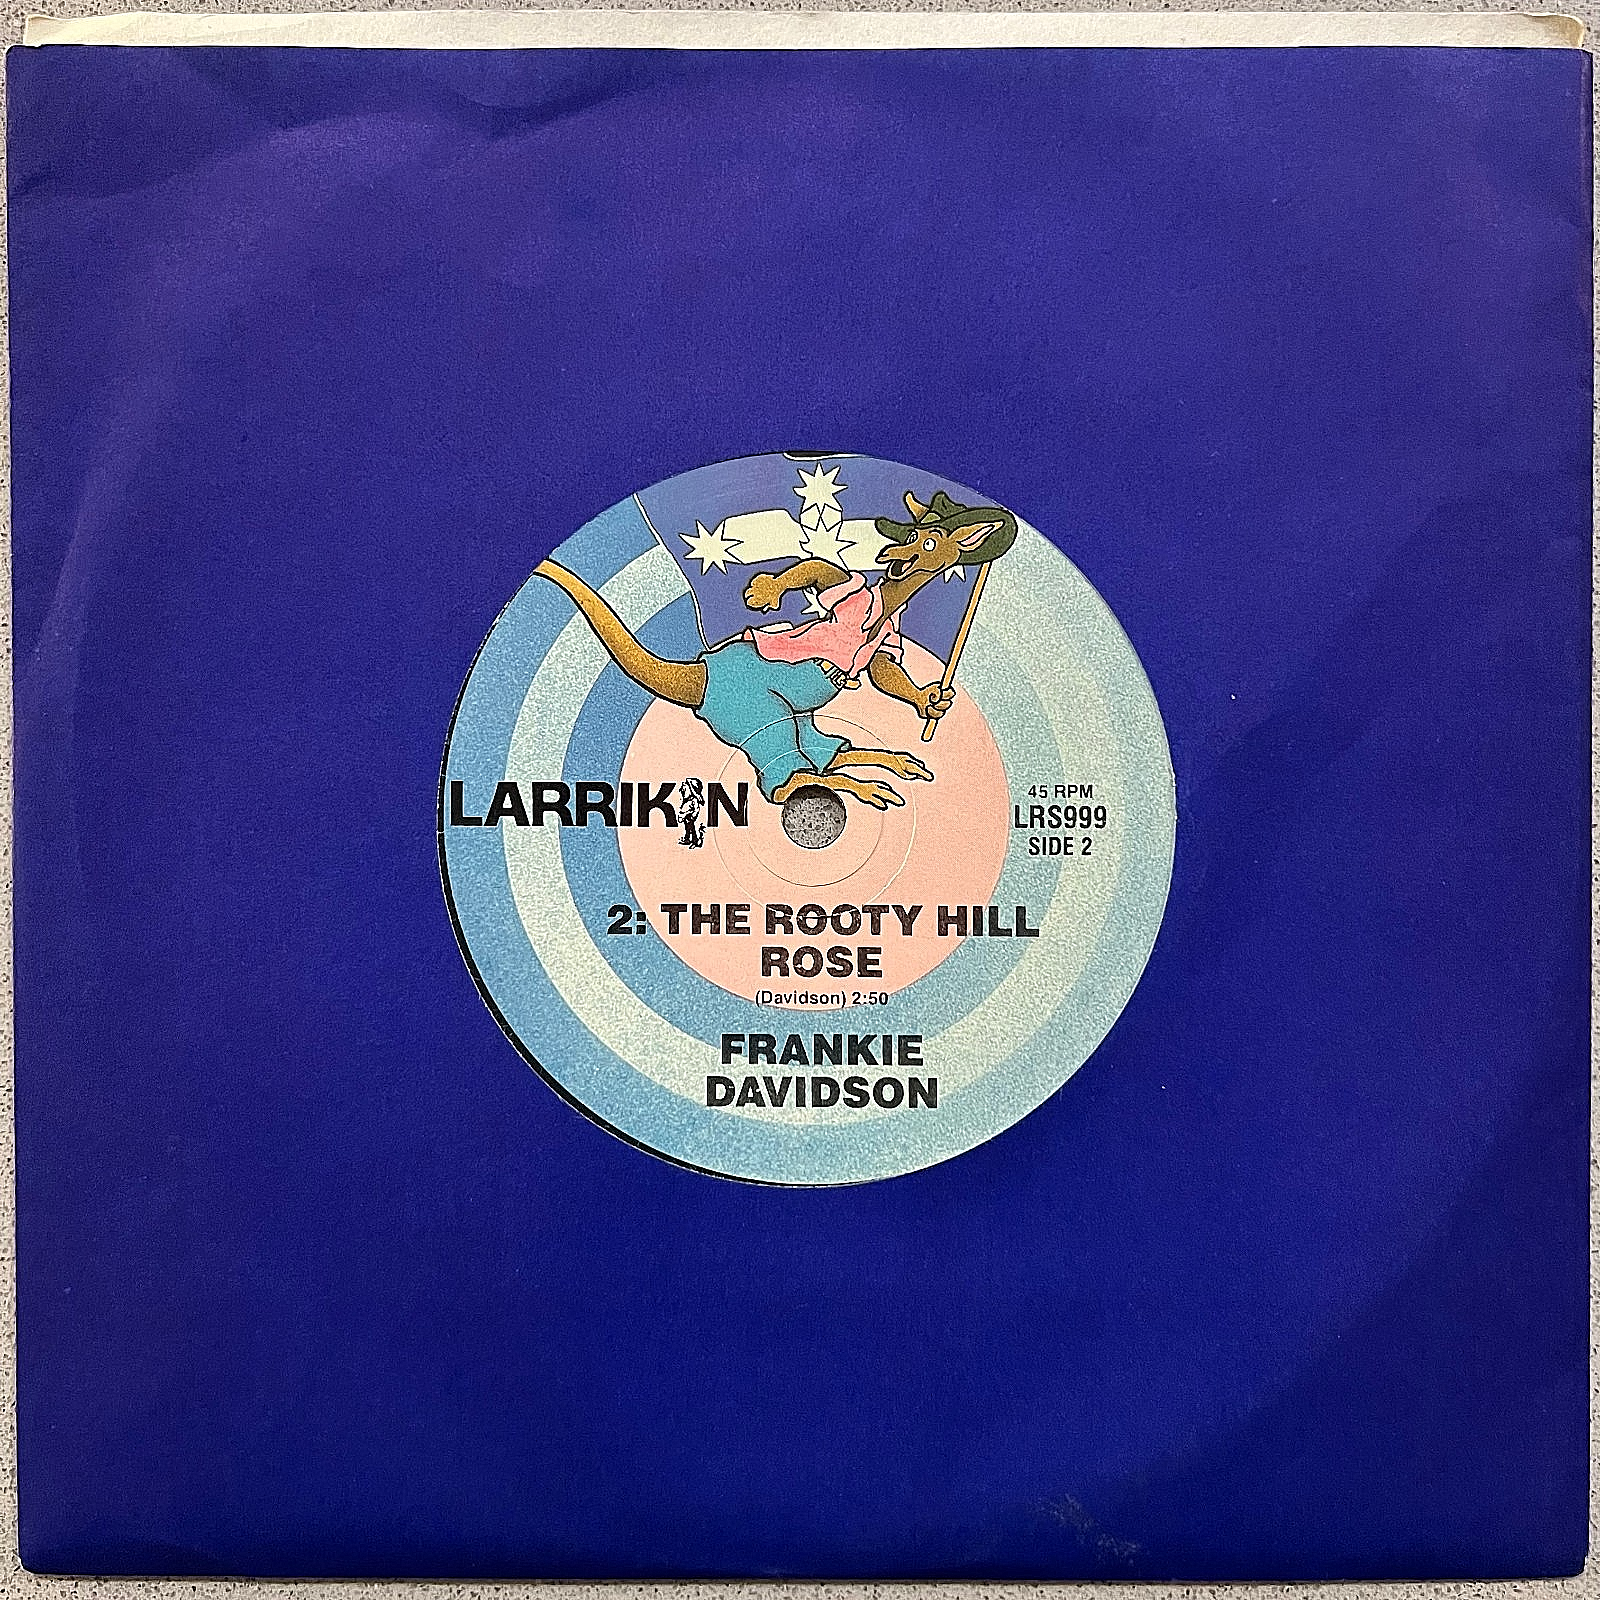 LARRIKIN
45 RPM
LRS999
SIDE 2
2: THE ROOTY HILL
ROSE
(Davidson) 2:50
FRANKIE
DAVIDSON